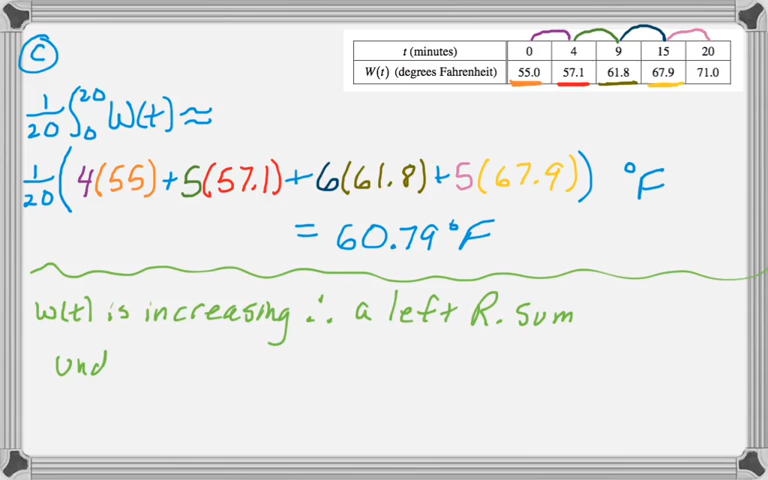 C
t (minutes) 0 4 9 15 20
W(t) (degrees Fahrenheit) 55.0 57.1 61.8 67.9 71.0
1/20 ∫₀²⁰ W(t) ≈
1/20 (4(55)+5(57.1)+6(61.8)+5(67.9)) °F
= 60.79 °F
W(t) is increasing ∴ a left R. sum
und